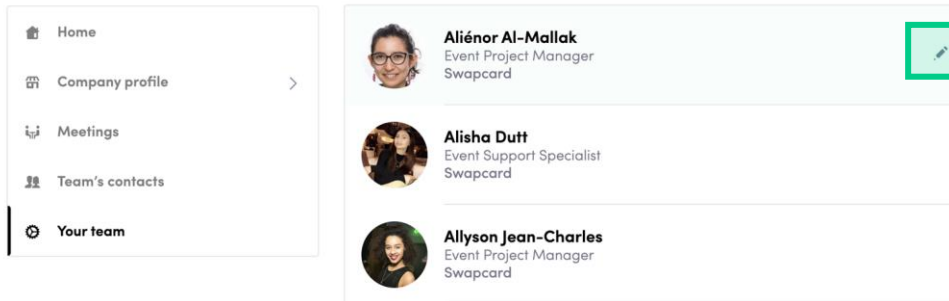 Home
Company profile
Meetings
Team's contacts
Your team
Aliénor Al-Mallak
Event Project Manager
Swapcard
Alisha Dutt
Event Support Specialist
Swapcard
Allyson Jean-Charles
Event Project Manager
Swapcard